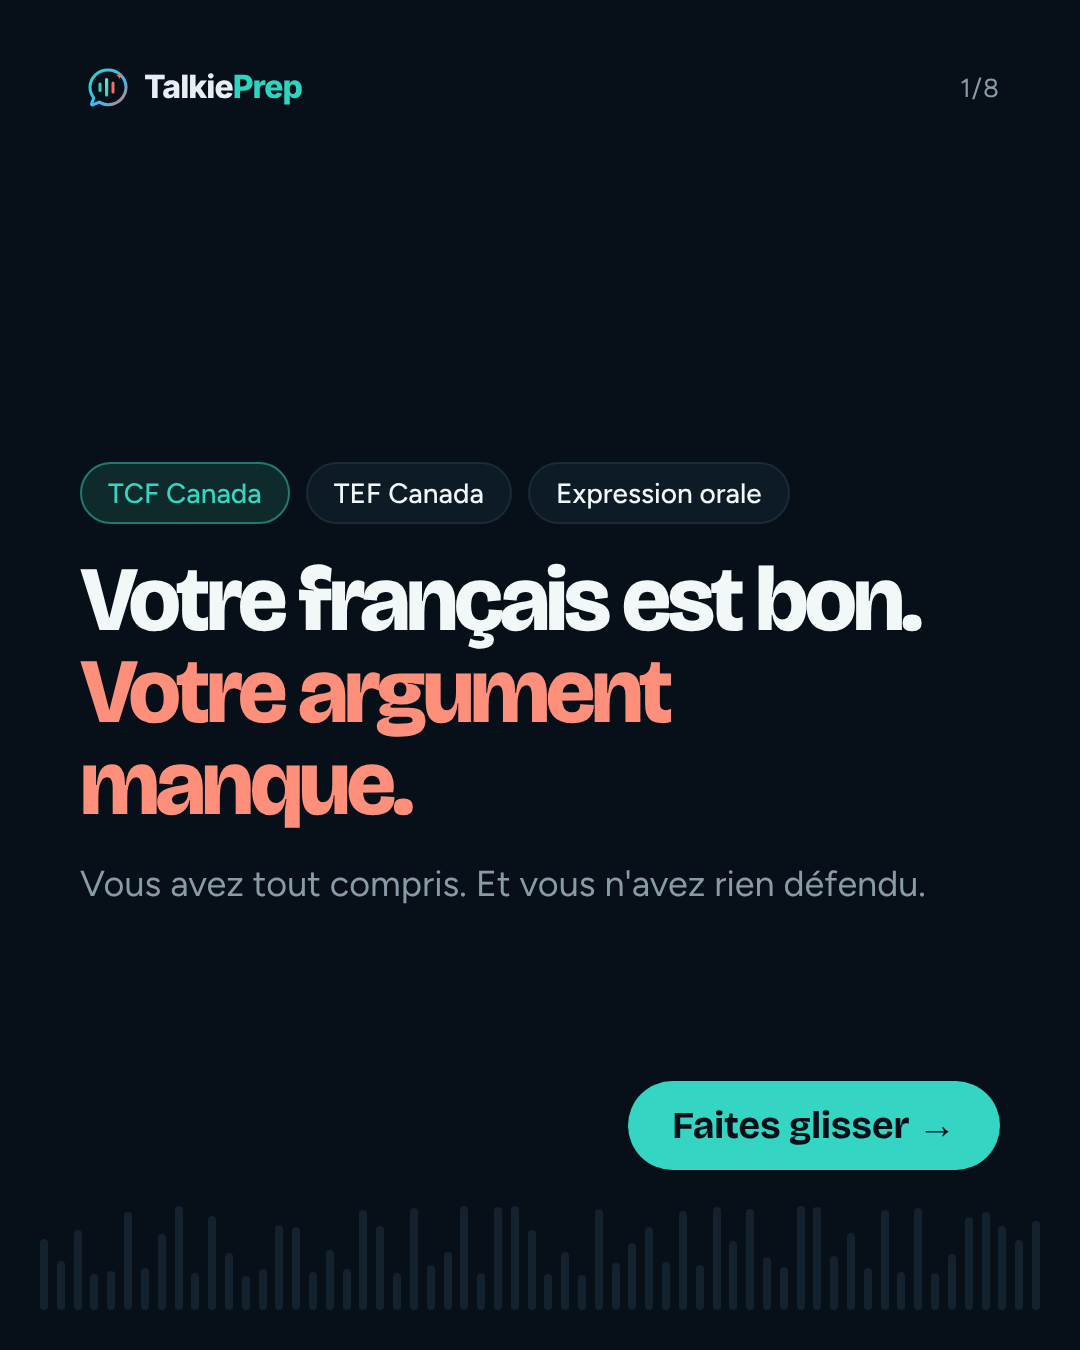 TalkiePrep
1/8
TCF Canada
TEF Canada
Expression orale
Votre français est bon.
Votre argument
manque.
Vous avez tout compris. Et vous n'avez rien défendu.
Faites glisser →